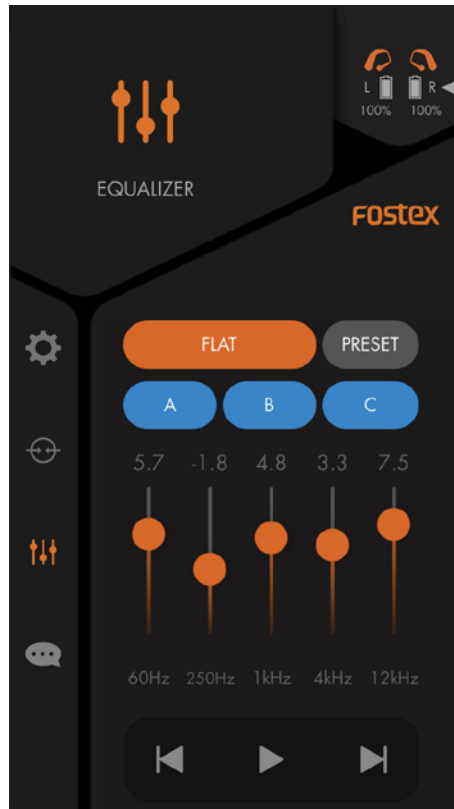 L R
100% 100%
EQUALIZER
FOSTEX
FLAT PRESET
A B C
5.7 -1.8 4.8 3.3 7.5
60Hz 250Hz 1kHz 4kHz 12kHz